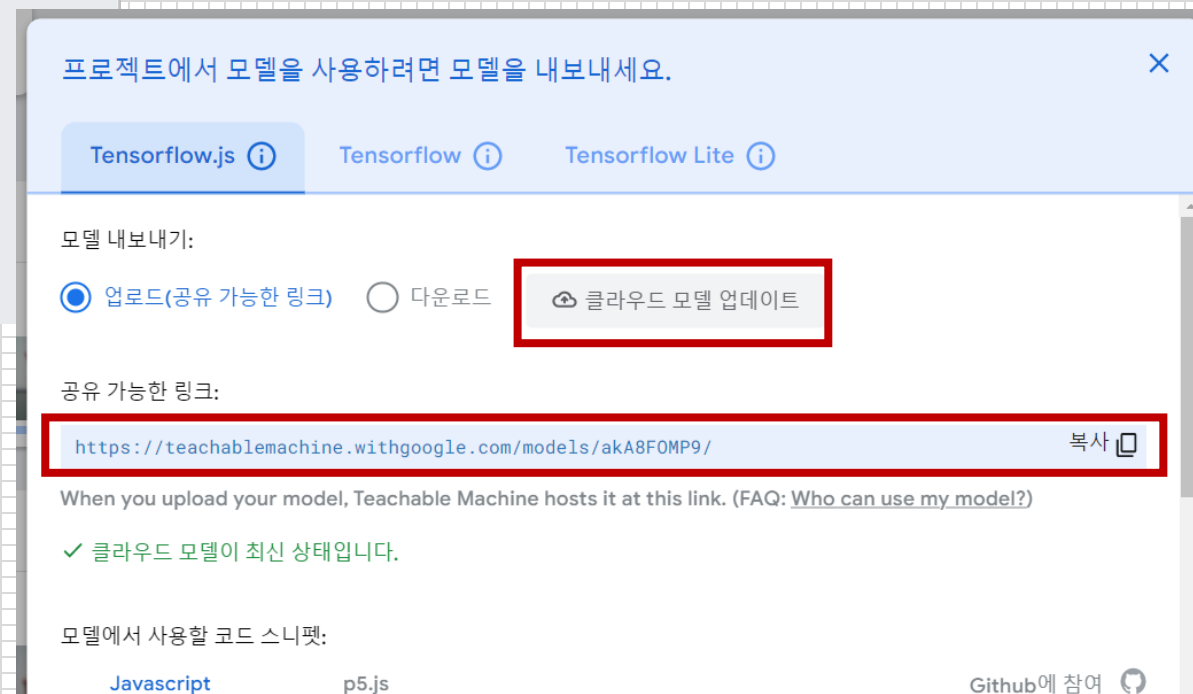 프로젝트에서 모델을 사용하려면 모델을 내보내세요.
Tensorflow.js Tensorflow Tensorflow Lite
모델 내보내기:
업로드(공유 가능한 링크) 다운로드 클라우드 모델 업데이트
공유 가능한 링크:
https://teachablemachine.withgoogle.com/models/akA8FOMP9/ 복사
When you upload your model, Teachable Machine hosts it at this link. (FAQ: Who can use my model?)
클라우드 모델이 최신 상태입니다.
모델에서 사용할 코드 스니펫:
Javascript p5.js Github에 참여